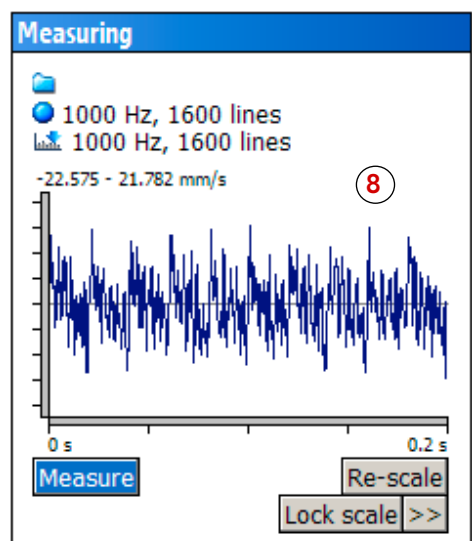 Measuring
1000 Hz, 1600 lines
1000 Hz, 1600 lines
-22.575 - 21.782 mm/s
8
0 s 0.2 s
Measure Re-scale
Lock scale >>